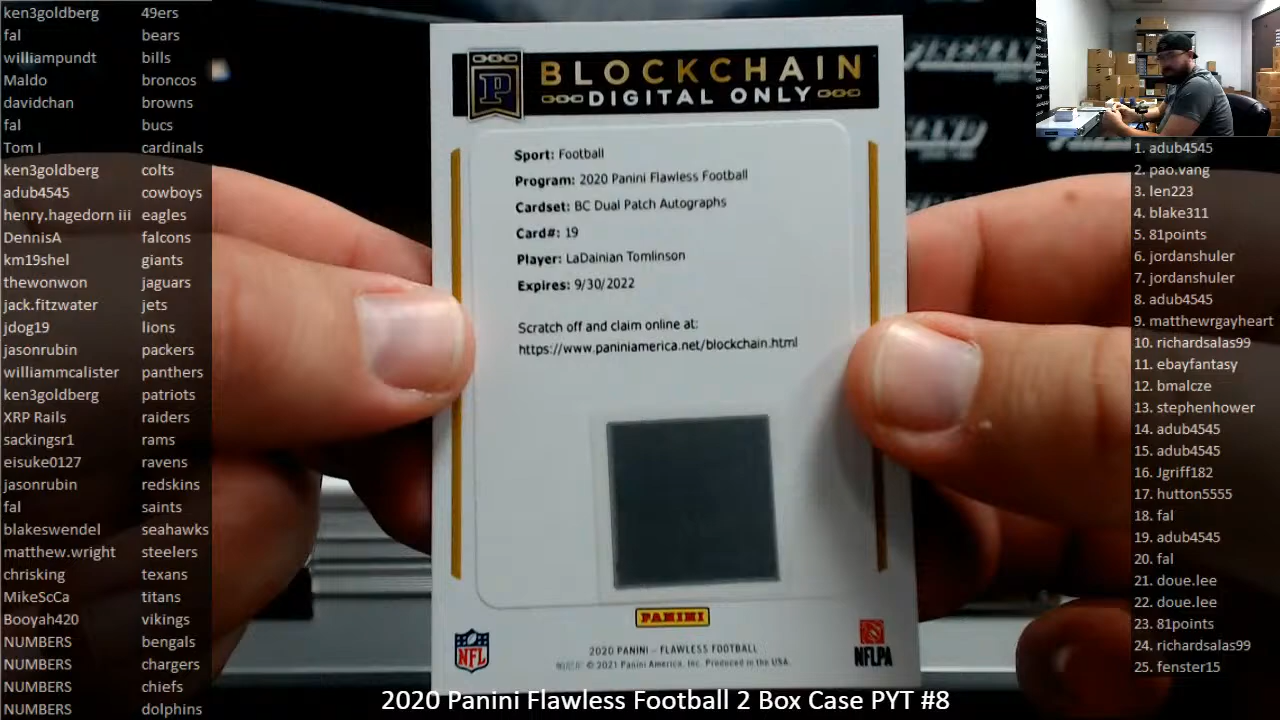 ken3goldberg 49ers
fal bears
williampundt bills
Maldo broncos
davidchan browns
fal bucs
Tom I cardinals
ken3goldberg colts
adub4545 cowboys
henry.hagedorn iii eagles
DennisA falcons
km19shel giants
thewonwon jaguars
jack.fitzwater jets
jdog19 lions
jasonrubin packers
williammcalister panthers
ken3goldberg patriots
XRP Rails raiders
sackingsr1 rams
eisuke0127 ravens
jasonrubin redskins
fal saints
blakeswendel seahawks
matthew.wright steelers
chrisking texans
MikeScCa titans
Booyah420 vikings
NUMBERS bengals
NUMBERS chargers
NUMBERS chiefs
NUMBERS dolphins
P
BLOCKCHAIN
DIGITAL ONLY
Sport: Football
Program: 2020 Panini Flawless Football
Cardset: BC Dual Patch Autographs
Card#: 19
Player: LaDainian Tomlinson
Expires: 9/30/2022
Scratch off and claim online at:
https://www.paniniamerica.net/blockchain.html
PANINI
NFL
NFLPA
2020 PANINI - FLAWLESS FOOTBALL
© 2021 Panini America, Inc. Produced in the USA.
1. adub4545
2. pao.vang
3. len223
4. blake311
5. 81points
6. jordanshuler
7. jordanshuler
8. adub4545
9. matthewrgayheart
10. richardsalas99
11. ebayfantasy
12. bmalcze
13. stephenhower
14. adub4545
15. adub4545
16. Jgriff182
17. hutton5555
18. fal
19. adub4545
20. fal
21. doue.lee
22. doue.lee
23. 81points
24. richardsalas99
25. fenster15
2020 Panini Flawless Football 2 Box Case PYT #8